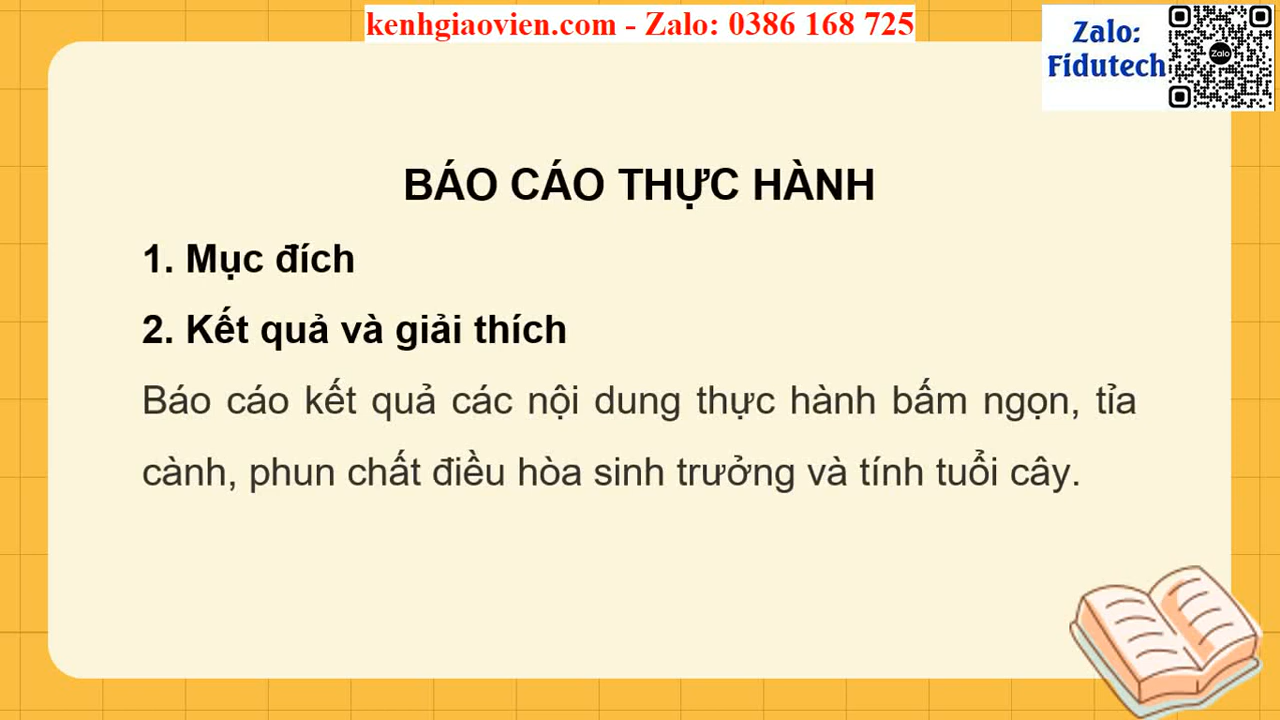 kenhgiaovien.com - Zalo: 0386 168 725
Zalo:
Fidutech
Zalo
BÁO CÁO THỰC HÀNH
1. Mục đích
2. Kết quả và giải thích
Báo cáo kết quả các nội dung thực hành bấm ngọn, tỉa
cành, phun chất điều hòa sinh trưởng và tính tuổi cây.